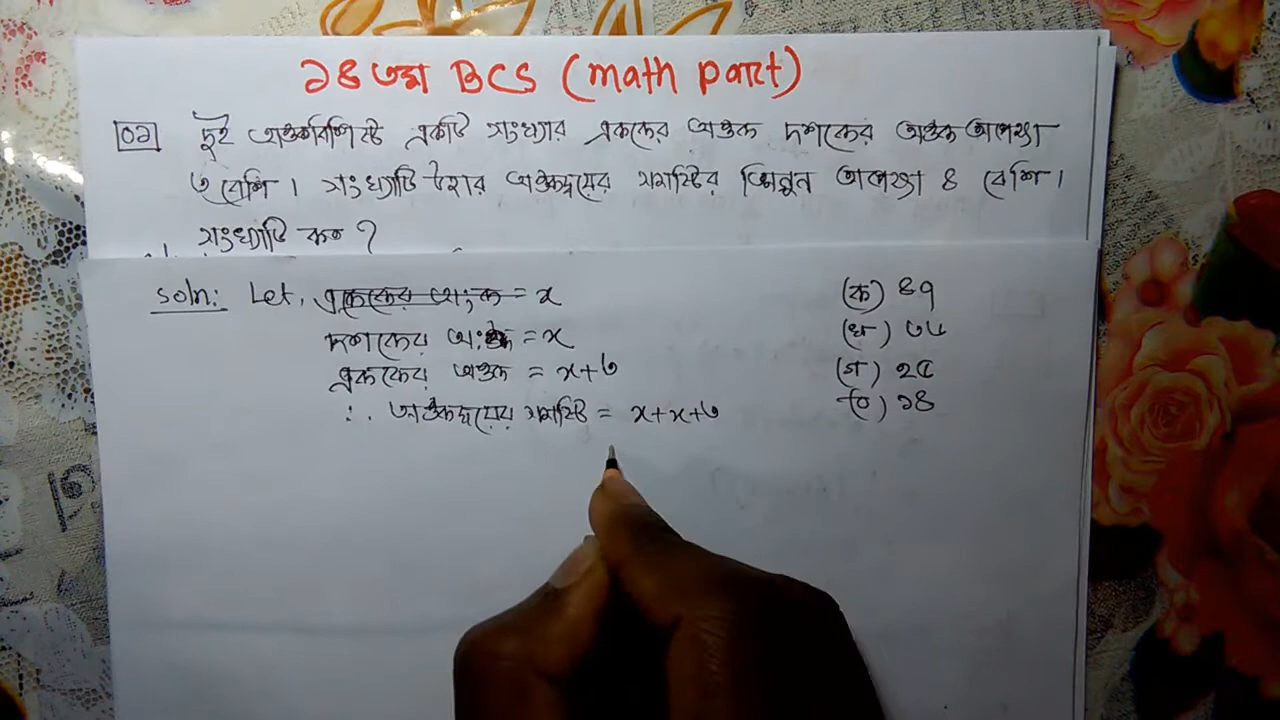 ১৪ তম BCS (math part)
০১ দুই অঙ্কবিশিষ্ট একটি সংখ্যার এককের অঙ্ক দশকের অঙ্ক অপেক্ষা
৩ বেশি। সংখ্যাটি উহার অঙ্কদ্বয়ের সমষ্টির ত্রিগুন অপেক্ষা ৪ বেশি।
সংখ্যাটি কত ?
Soln: Let, এককের অংক = x
দশকের অংক = x
এককের অঙ্ক = x+৩
∴ অঙ্কদ্বয়ের সমষ্টি = x+x+৩
(ক) ৪৭
(খ) ৩৬
(গ) ২৫
(ঘ) ১৪